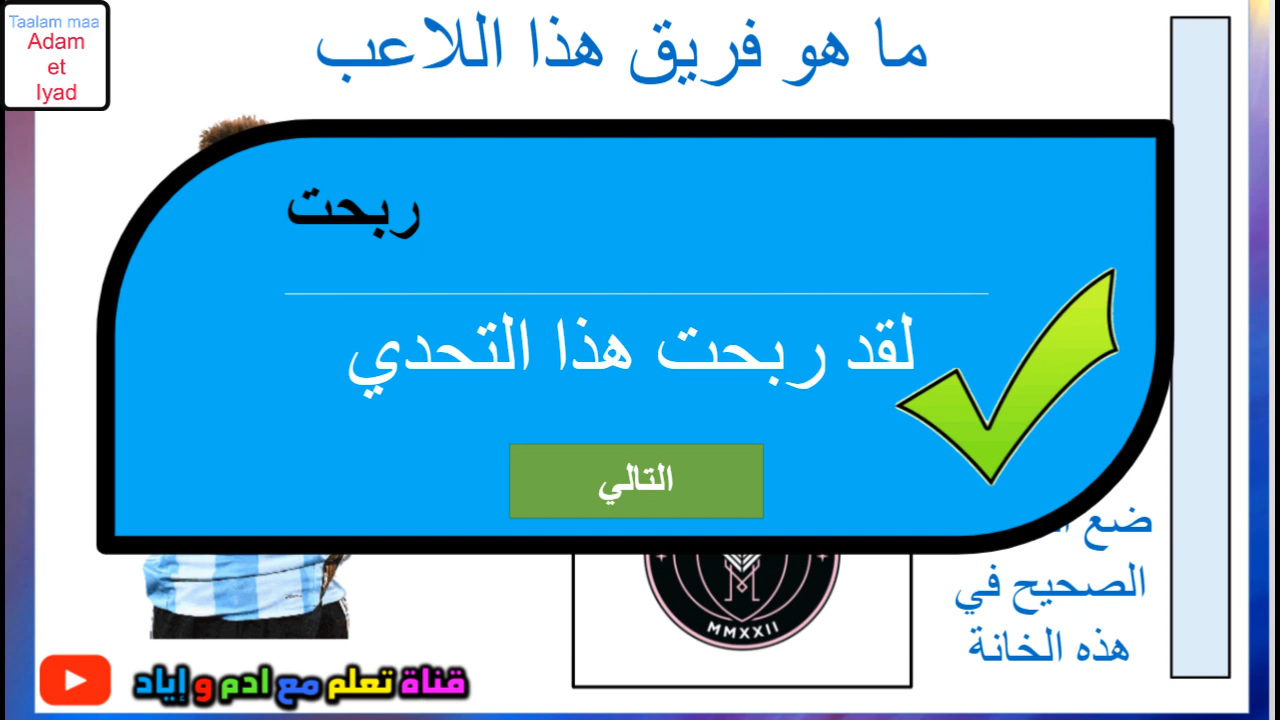 Taalam maa
Adam
et
Iyad
ما هو فريق هذا اللاعب
ربحت
لقد ربحت هذا التحدي
التالي
ضع
الصحيح في
هذه الخانة
MMXXII
قناة تعلم مع ادم و إياد